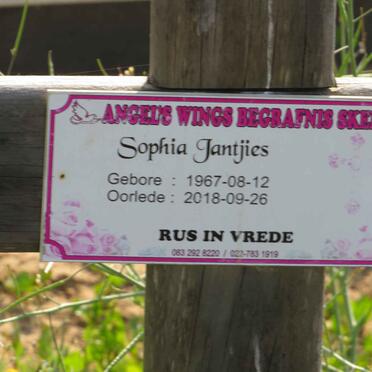 ANGEL'S WINGS BEGRAFNIS
Sophia Jantjies
Gebore : 1967-08-12
Oorlede : 2018-09-26
RUS IN VREDE
083 292 8220 / 022-783 1919